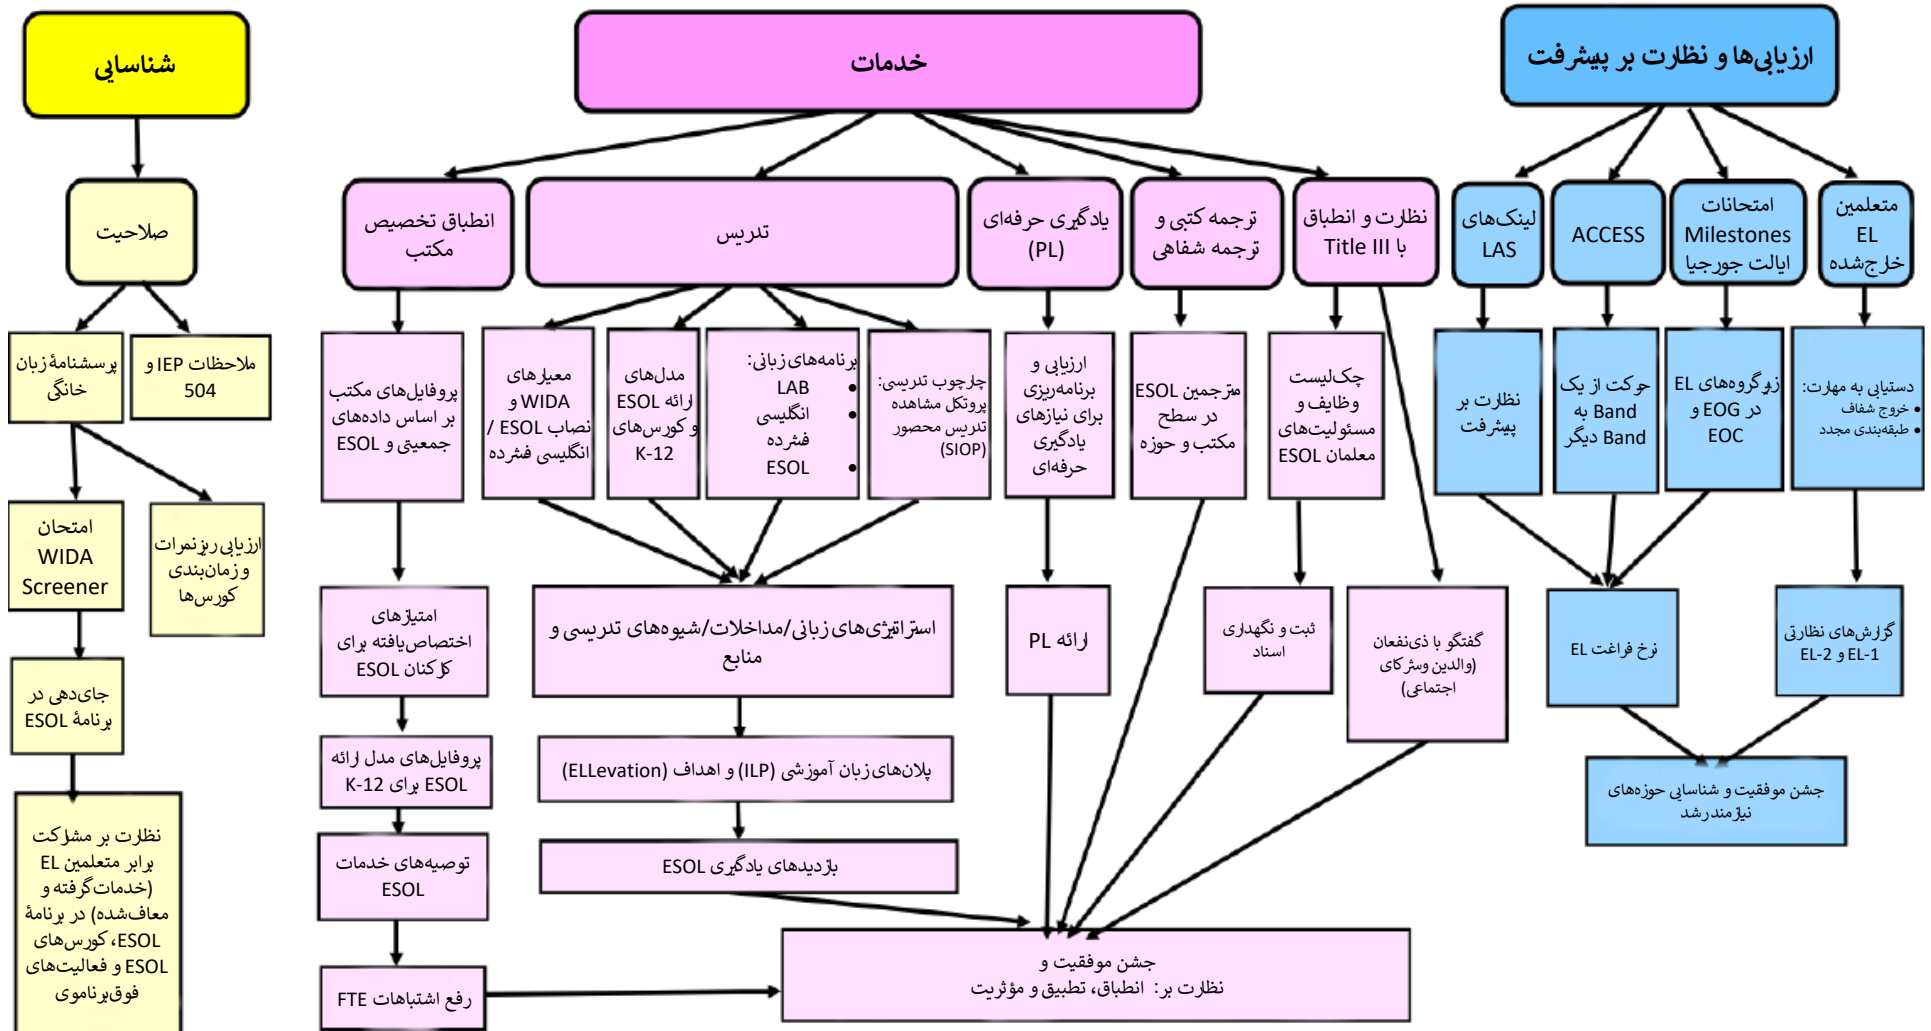 شناسایی
خدمات
ارزیابی‌ها و نظارت بر پیشرفت
صلاحیت
انطباق تخصیص
مکتب
تدریس
یادگیری حرفه‌ای
(PL)
ترجمه کتبی و
ترجمه شفاهی
نظارت و انطباق
با Title III
لینک‌های
LAS
ACCESS
امتحانات
Milestones
ایالت جورجیا
متعلمین
EL
خارج‌شده
پرسشنامهٔ زبان
خانگی
ملاحظات IEP و
504
پروفایل‌های مکتب
بر اساس داده‌های
جمعیتی و ESOL
معیارهای
WIDA و
نصاب ESOL /
انگلیسی فشرده
مدل‌های
ارائه ESOL
و کورس‌های
K-12
برنامه‌های زبانی:
• LAB
• انگلیسی
فشرده
• ESOL
چارچوب تدریسی:
پروتکل مشاهده
تدریس محصور
(SIOP)
ارزیابی و
برنامه‌ریزی
برای نیازهای
یادگیری
حرفه‌ای
مترجمین ESOL
در سطح
مکتب و حوزه
چک‌لیست
وظایف و
مسئولیت‌های
معلمان ESOL
نظارت بر
پیشرفت
حرکت از یک
Band به
Band دیگر
زیرگروه‌های EL
در EOG و
EOC
دستیابی به مهارت:
• خروج شفاف
• طبقه‌بندی مجدد
امتحان
WIDA
Screener
ارزیابی ریزنمرات
و زمان‌بندی
کورس‌ها
امتیازهای
اختصاص‌یافته برای
کارکنان ESOL
استراتیژی‌های زبانی/مداخلات/شیوه‌های تدریسی و
منابع
ارائه PL
ثبت و نگهداری
اسناد
گفتگو با ذی‌نفعان
(والدین وشرکای
اجتماعی)
نرخ فراغت EL
گزارش‌های نظارتی
EL-1 و EL-2
جای‌دهی در
برنامهٔ ESOL
پروفایل‌های مدل ارائه
ESOL برای K-12
پلان‌های زبان آموزشی (ILP) و اهداف (ELLevation)
جشن موفقیت و شناسایی حوزه‌های
نیازمندرشد
نظارت بر مشارکت
برابر متعلمین EL
(خدمات‌گرفته و
معاف‌شده) در برنامهٔ
ESOL، کورس‌های
ESOL و فعالیت‌های
فوق‌برناموی
توصیه‌های خدمات
ESOL
بازدیدهای یادگیری ESOL
رفع اشتباهات FTE
جشن موفقیت و
نظارت بر: انطباق، تطبیق و مؤثریت